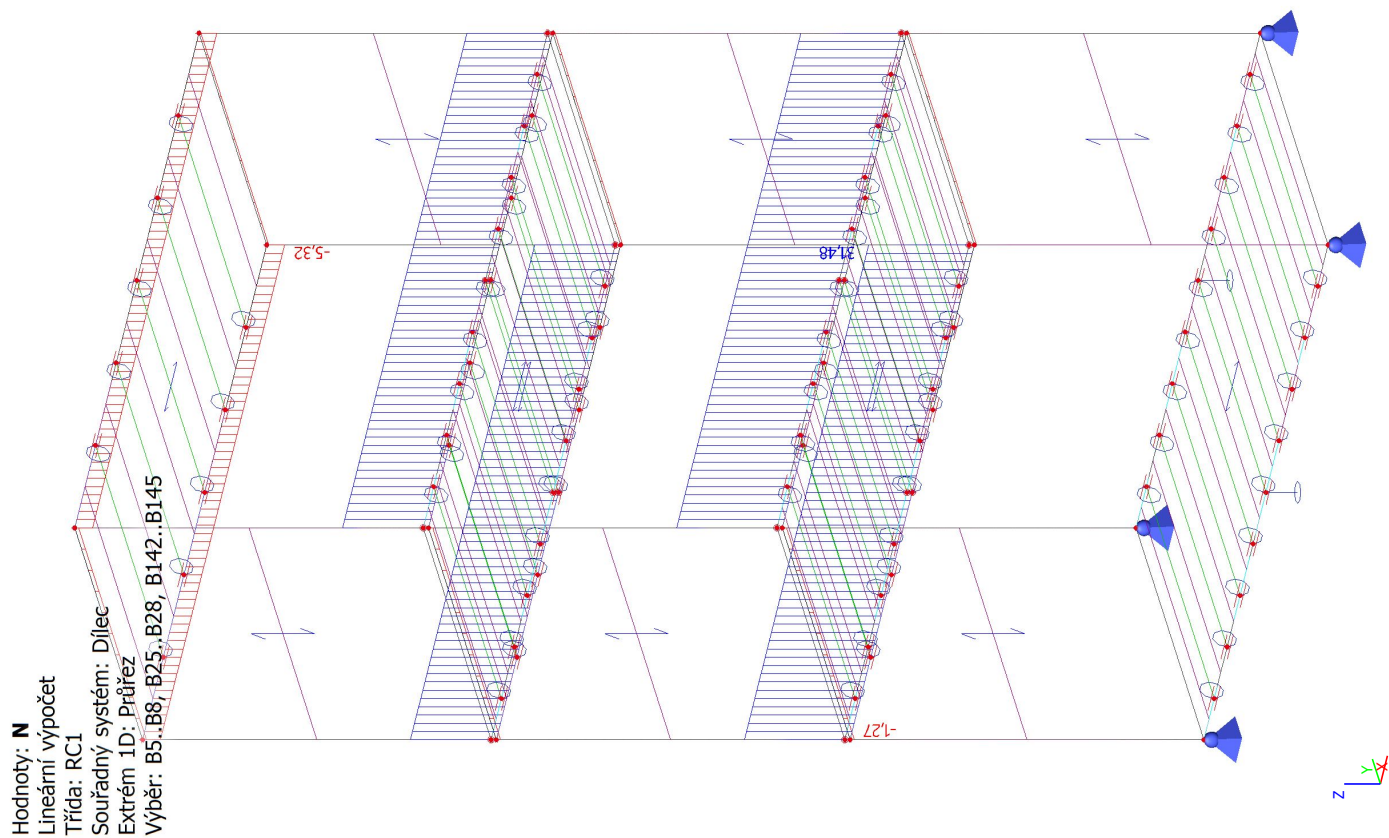 Hodnoty: N
Lineární výpočet
Třída: RC1
Souřadný systém: Dílec
Extrém 1D: Průřez
Výběr: B5..B8, B25..B28, B142..B145
-5,32
31,48
-1,27
Z
Y
X